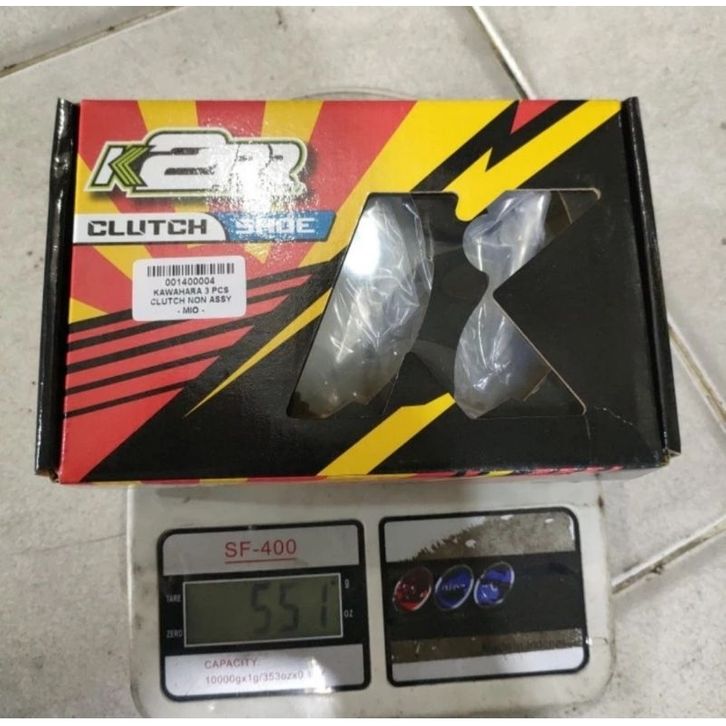 K2RR
CLUTCH SHOE
001400004
KAWAHARA 3 PCS
CLUTCH NON ASSY
- MIO -
SF-400
TARE
ZERO
551
g
OZ
CAPACITY
10000gx1g/353ozx0.1